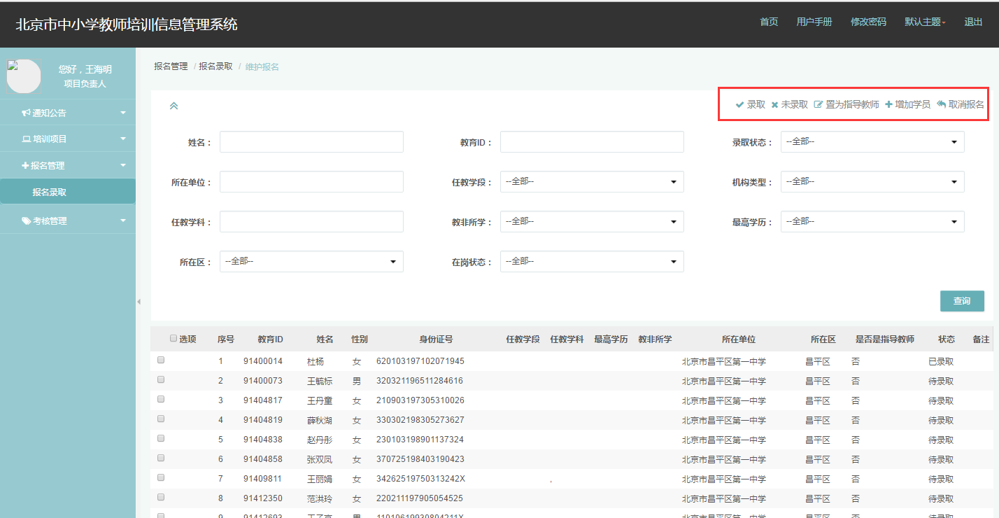 北京市中小学教师培训信息管理系统
首页 用户手册 修改密码 默认主题 退出
您好，王海明
项目负责人
通知公告
培训项目
报名管理
报名录取
考核管理
报名管理 / 报名录取 / 维护报名
录取 未录取 置为指导教师 增加学员 取消报名
姓名： 教育ID： 录取状态： --全部--
所在单位： 任教学段： --全部-- 机构类型： --全部--
任教学科： 教非所学： --全部-- 最高学历： --全部--
所在区： --全部-- 在岗状态： --全部--
查询
选项 序号 教育ID 姓名 性别 身份证号 任教学段 任教学科 最高学历 教非所学 所在单位 所在区 是否是指导教师 状态 备注
1 91400014 杜杨 女 620103197102071945 北京市昌平区第一中学 昌平区 否 已录取
2 91400073 王毓标 男 320321196511284616 北京市昌平区第一中学 昌平区 否 待录取
3 91404817 王丹童 女 210903197305310026 北京市昌平区第一中学 昌平区 否 待录取
4 91404819 薛秋湖 女 330302198305273627 北京市昌平区第一中学 昌平区 否 待录取
5 91404838 赵丹彤 女 230103198901137324 北京市昌平区第一中学 昌平区 否 待录取
6 91404858 张双凤 女 370725198403190423 北京市昌平区第一中学 昌平区 否 待录取
7 91409811 王丽娟 女 34262519750313242X , 北京市昌平区第一中学 昌平区 否 待录取
8 91412350 范洪玲 女 220211197905054525 北京市昌平区第一中学 昌平区 否 待录取
9 91412693 男 11010619930804211X 北京市昌平区第一中学 昌平区 否 待录取